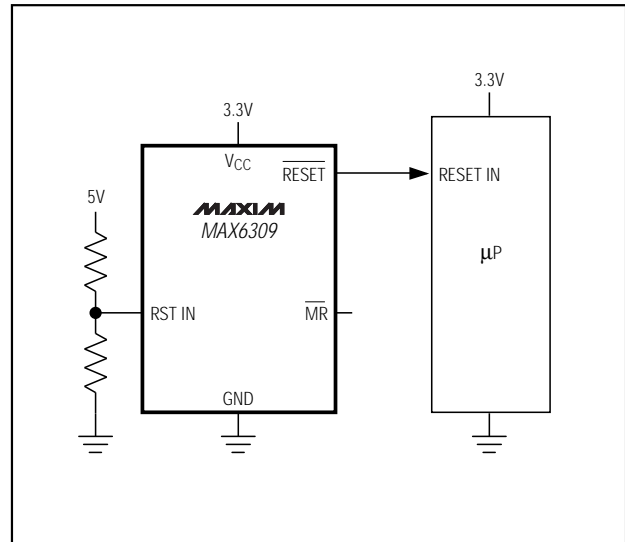 3.3V
3.3V
VCC
RESET
RESET IN
5V
MAXIM
MAX6309
µP
RST IN
MR
GND